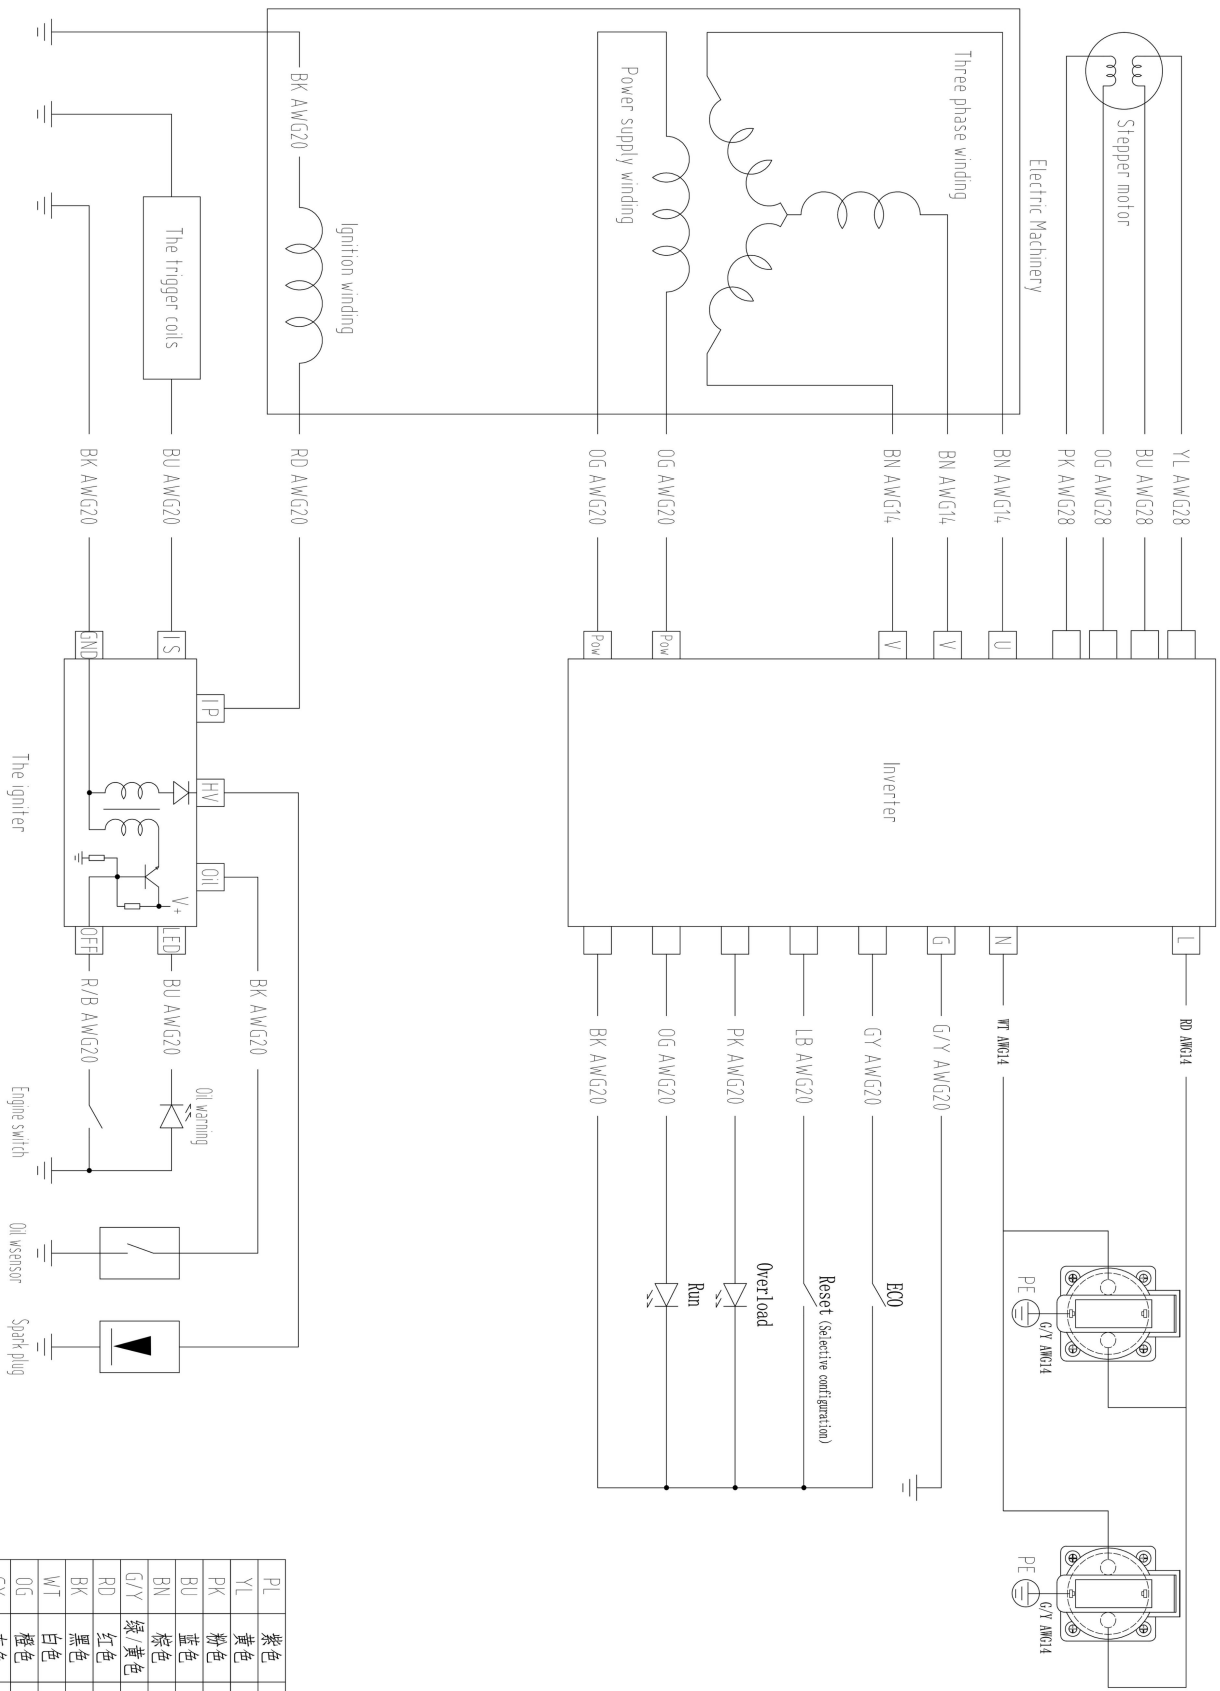 Stepper motor
YL AWG28
BU AWG28
OG AWG28
PK AWG28
Electric Machinery
Three phase winding
BN AWG14
BN AWG14
BN AWG14
Power supply winding
OG AWG20
OG AWG20
Ignition winding
BK AWG20
RD AWG20
The trigger coils
BU AWG20
BK AWG20
U
V
V
Pow
Pow
Inverter
L
N
G
RD AWG14
WT AWG14
G/Y AWG20
GY AWG20
LB AWG20
PK AWG20
OG AWG20
BK AWG20
ECO
Reset (Selective configuration)
Overload
Run
PE
G/Y AWG14
PE
G/Y AWG14
IS
GND
IP
HV
Oil
V+
LED
OFF
The igniter
BK AWG20
BU AWG20
R/B AWG20
Oil warning
Engine switch
Oil wsensor
Spark plug
PL 紫色
YL 黄色
PK 粉色
BU 蓝色
BN 棕色
G/Y 绿/黄色
RD 红色
BK 黑色
WT 白色
OG 橙色